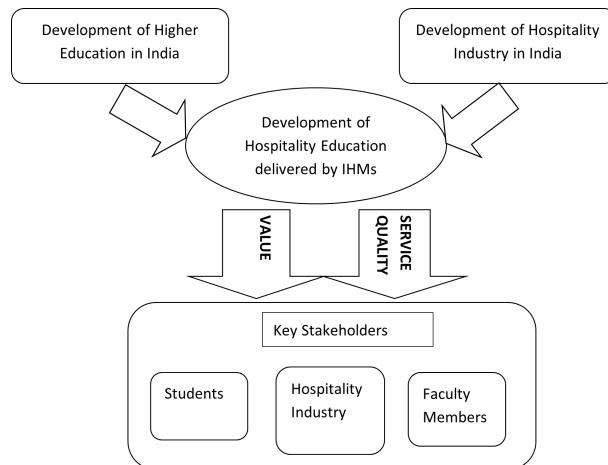 Development of Higher
Education in India
Development of Hospitality
Industry in India
Development of
Hospitality Education
delivered by IHMs
VALUE
SERVICE
QUALITY
Key Stakeholders
Students
Hospitality
Industry
Faculty
Members